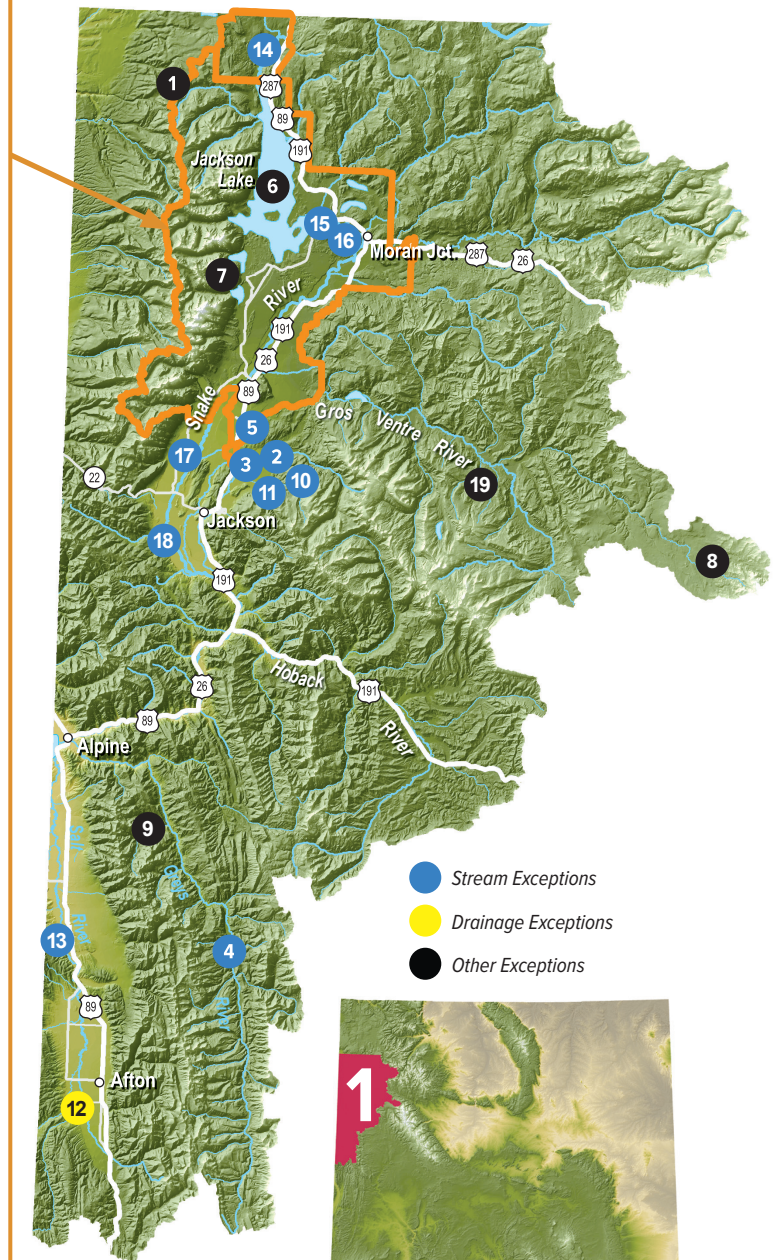 14
1
287
89
191
Jackson
Lake
6
15
16
Moran Jct.
287
26
7
River
191
26
89
Snake
Gros Ventre River
5
17
3
2
10
11
19
22
Jackson
18
8
191
Hoback
River
191
26
89
Alpine
9
Salt
River
Greys
River
13
4
89
Afton
12
Stream Exceptions
Drainage Exceptions
Other Exceptions
1